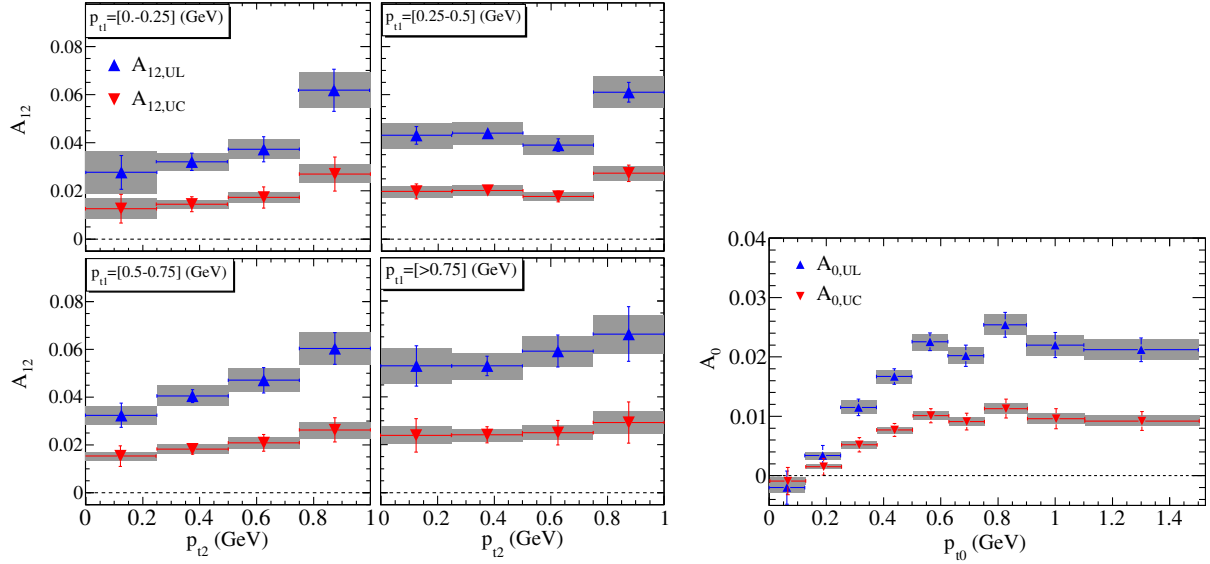 p_t1=[0.-0.25] (GeV)
p_t1=[0.25-0.5] (GeV)
0.08
0.06
0.04
0.02
0
A_12
A_12,UL
A_12,UC
p_t1=[0.5-0.75] (GeV)
p_t1=[>0.75] (GeV)
0.08
0.06
0.04
0.02
0
A_12
0 0.2 0.4 0.6 0.8 1
0 0.2 0.4 0.6 0.8 1
p_t2 (GeV)
p_t2 (GeV)
0.04
0.03
0.02
0.01
0
A_0
A_0,UL
A_0,UC
0 0.2 0.4 0.6 0.8 1 1.2 1.4
p_t0 (GeV)